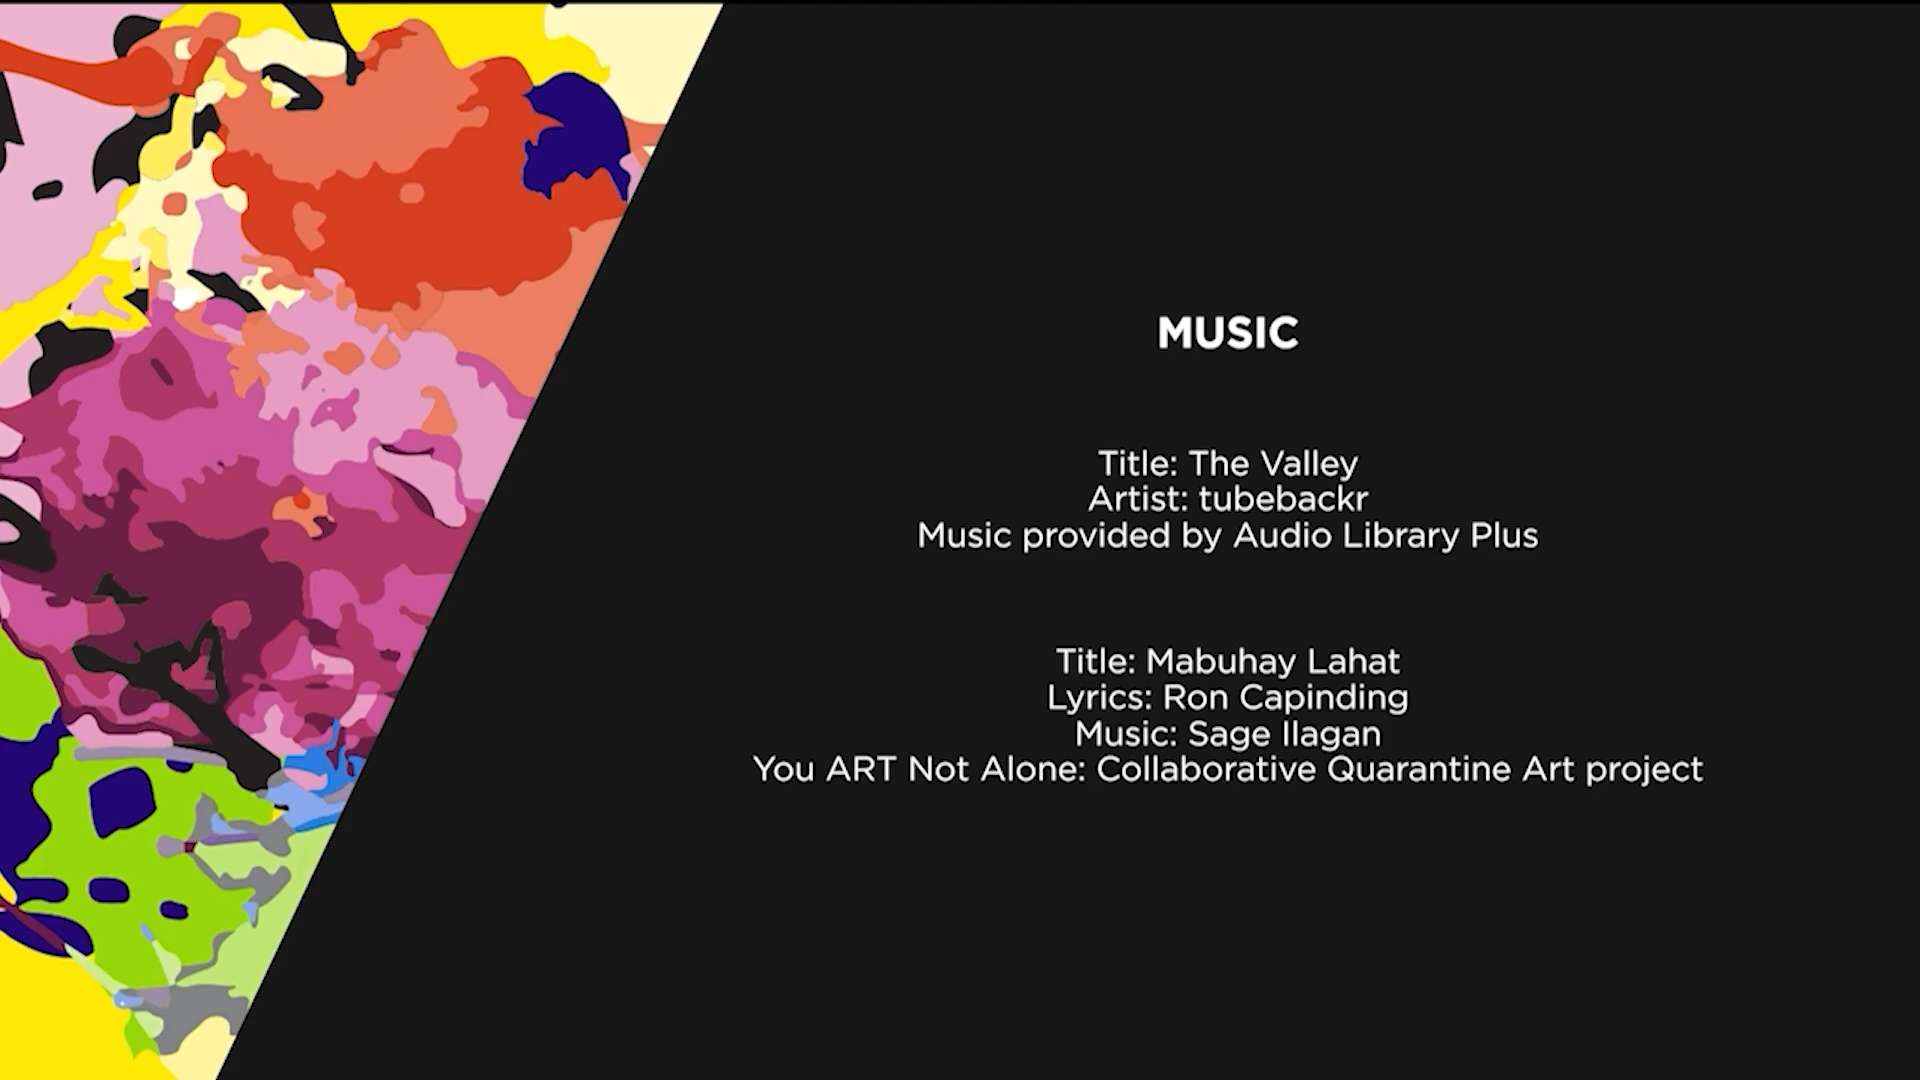 MUSIC
Title: The Valley
Artist: tubebackr
Music provided by Audio Library Plus
Title: Mabuhay Lahat
Lyrics: Ron Capinding
Music: Sage Ilagan
You ART Not Alone: Collaborative Quarantine Art project